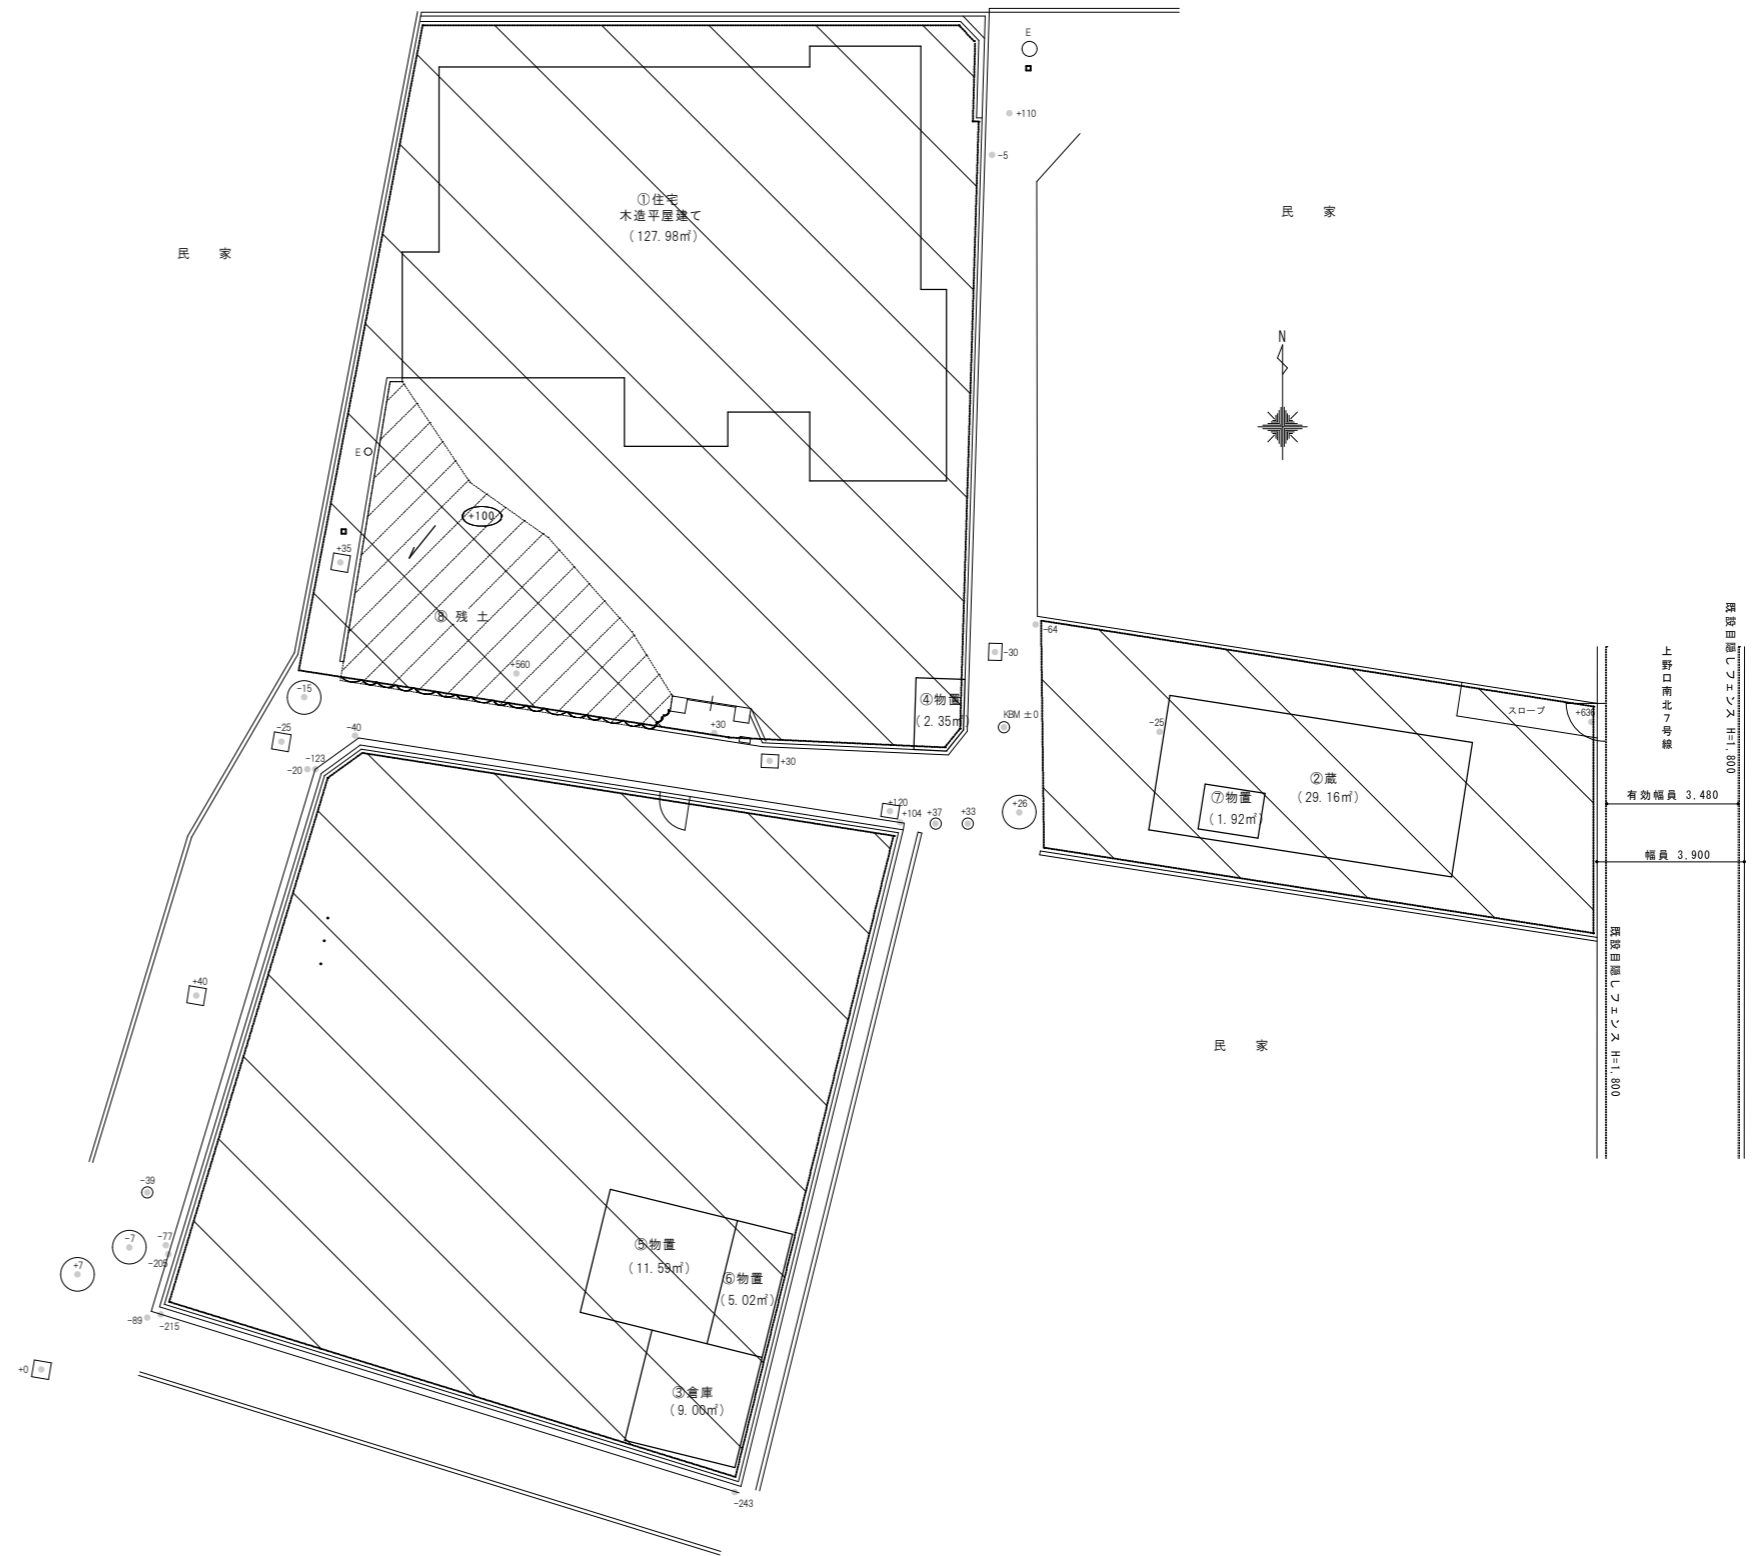 E
+110
-5
①住宅
木造平屋建て
(127.98㎡)
民 家
民 家
N
E
+100
+35
⑧ 残 土
+560
-15
-25
-40
-123
-20
④物置
(2.35㎡)
+30
+30
-30
-64
KBM ±0
-25
スロープ
+636
②蔵
(29.16㎡)
⑦物置
(1.92㎡)
上野口南北7号線
既設目隠しフェンス H=1,800
有効幅員 3,480
幅員 3.900
既設目隠しフェンス H=1,800
+120
+104
+37
+33
+26
民 家
+40
-39
-7
-77
-205
+7
-89
-215
+0
⑤物置
(11.59㎡)
⑥物置
(5.02㎡)
③倉庫
(9.00㎡)
-243